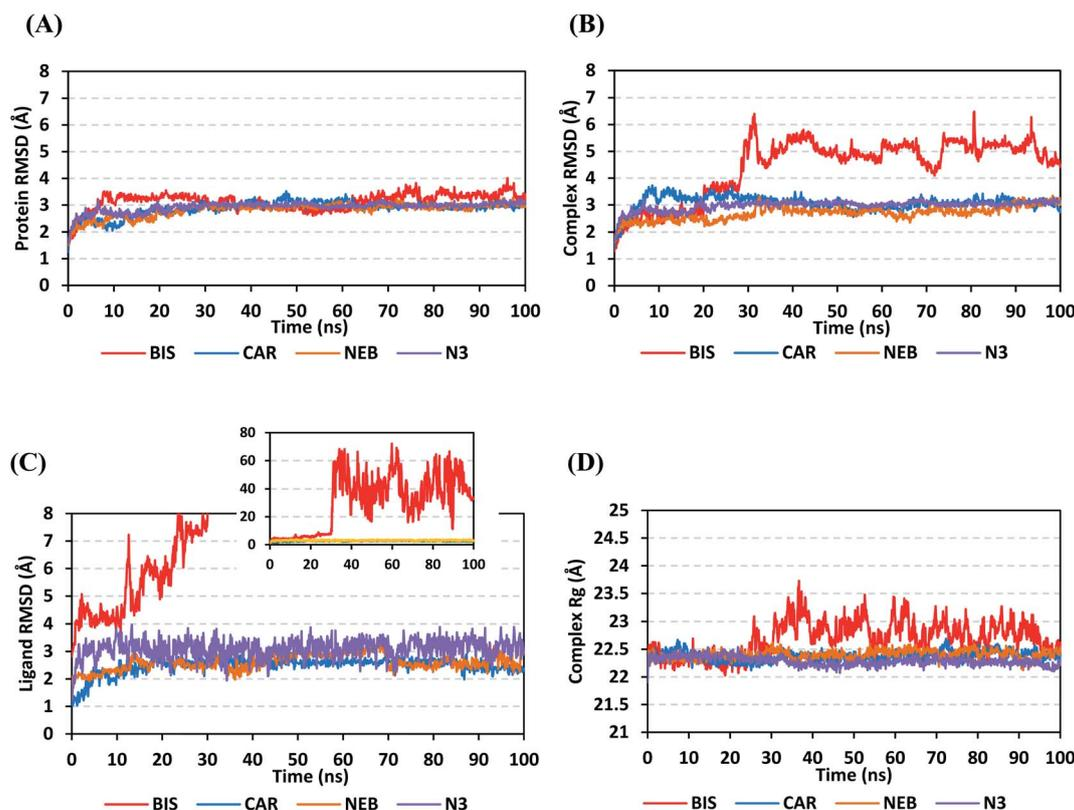 (A)
8
7
6
5
4
3
2
1
0
Protein RMSD (Å)
0 10 20 30 40 50 60 70 80 90 100
Time (ns)
BIS CAR NEB N3
(B)
8
7
6
5
4
3
2
1
0
Complex RMSD (Å)
0 10 20 30 40 50 60 70 80 90 100
Time (ns)
BIS CAR NEB N3
(C)
80
60
40
20
0
0 20 40 60 80 100
8
7
6
5
4
3
2
1
0
Ligand RMSD (Å)
0 10 20 30 40 50 60 70 80 90 100
Time (ns)
BIS CAR NEB N3
(D)
25
24.5
24
23.5
23
22.5
22
21.5
21
Complex Rg (Å)
0 10 20 30 40 50 60 70 80 90 100
Time (ns)
BIS CAR NEB N3